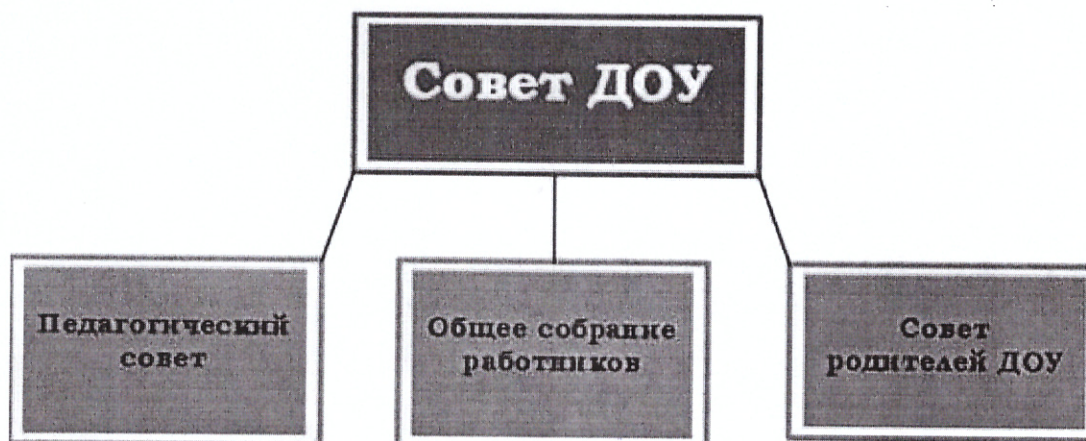 Совет ДОУ
Педагогический
совет
Общее собрание
работников
Совет
родителей ДОУ